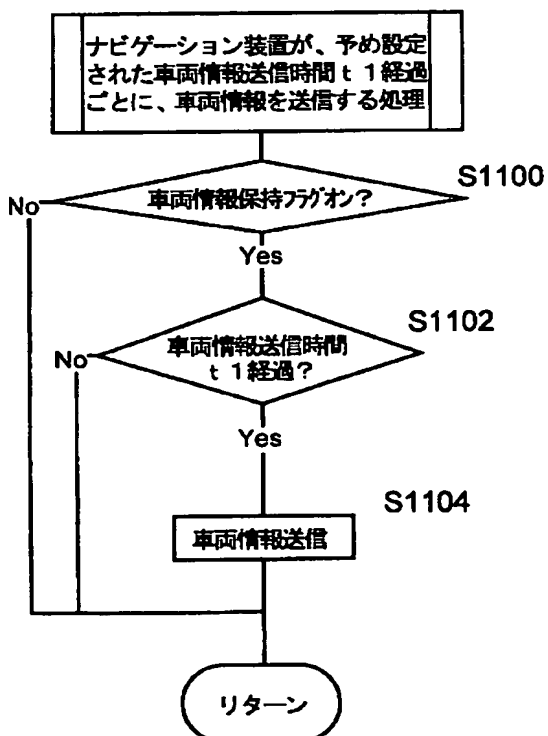 ナビゲーション装置が、予め設定
された車両情報送信時間ｔ１経過
ごとに、車両情報を送信する処理
S1100
車両情報保持フラグオン？
No
Yes
S1102
車両情報送信時間
ｔ１経過？
No
Yes
S1104
車両情報送信
リターン